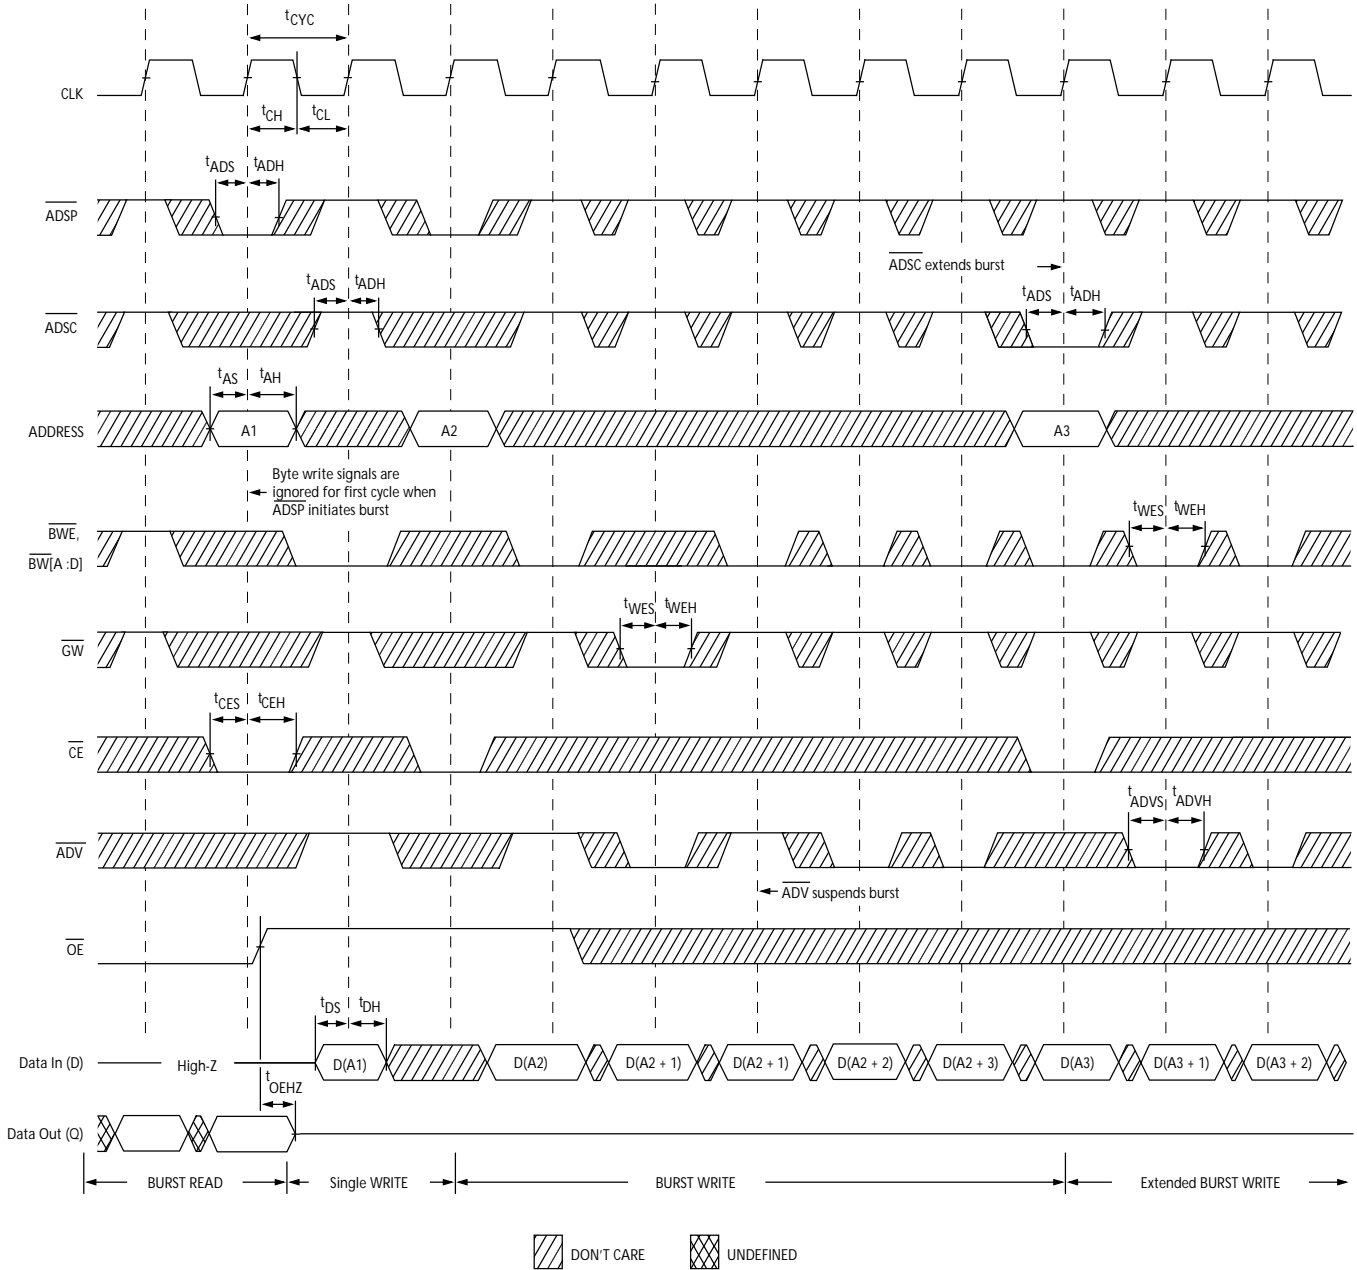 tCYC
CLK
tCH
tCL
tADS
tADH
ADSP
ADSC extends burst
tADS
tADH
tADS
tADH
ADSC
tAS
tAH
ADDRESS
A1
A2
A3
Byte write signals are
ignored for first cycle when
ADSP initiates burst
BWE,
BW[A :D]
tWES
tWEH
tWES
tWEH
GW
tCES
tCEH
CE
tADVS
tADVH
ADV
ADV suspends burst
OE
tDS
tDH
Data In (D)
High-Z
D(A1)
D(A2)
D(A2 + 1)
D(A2 + 1)
D(A2 + 2)
D(A2 + 3)
D(A3)
D(A3 + 1)
D(A3 + 2)
tOEHZ
Data Out (Q)
BURST READ
Single WRITE
BURST WRITE
Extended BURST WRITE
DON'T CARE
UNDEFINED